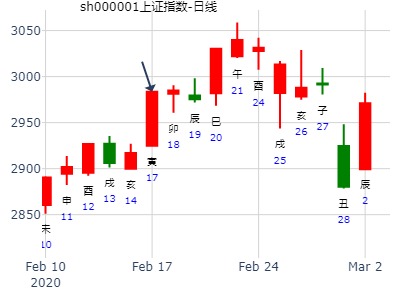 sh000001上证指数-日线
3050
3000
2950
2900
2850
未
10
申
11
酉
12
戌
13
亥
14
寅
17
卯
18
辰
19
巳
20
午
21
酉
24
戌
25
亥
26
子
27
丑
28
辰
2
Feb 10
2020
Feb 17
Feb 24
Mar 2